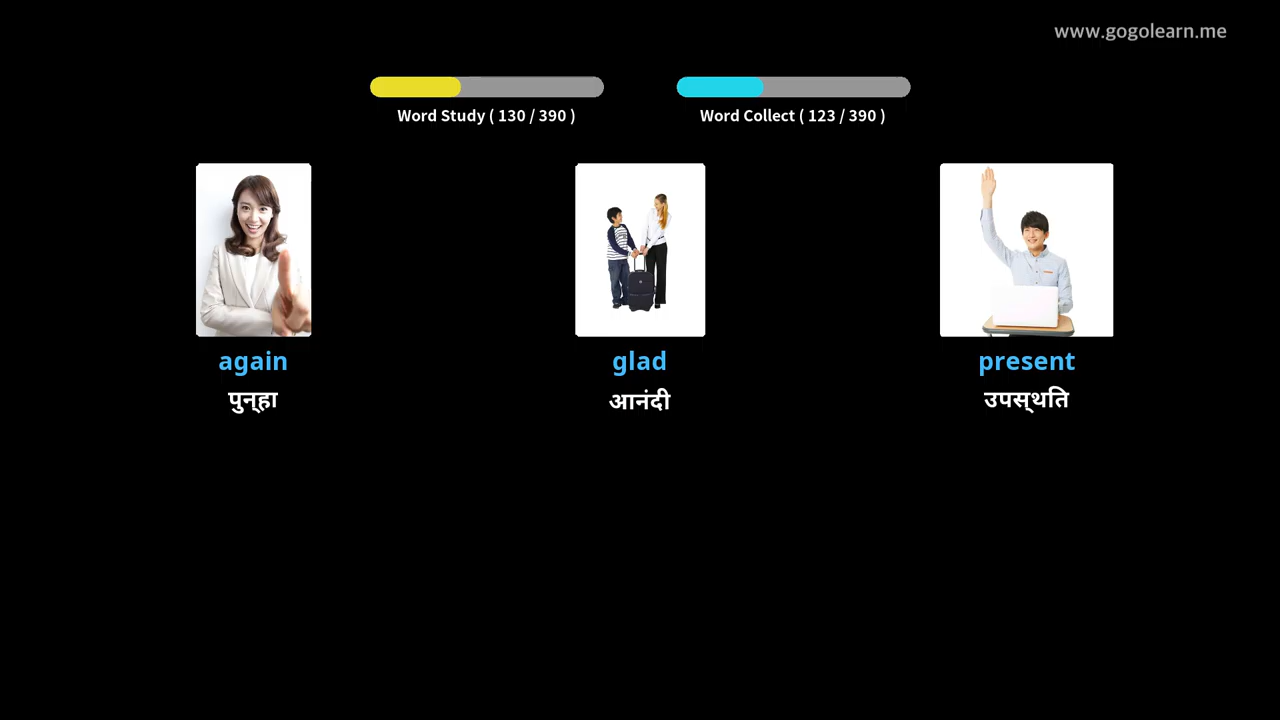 www.gogolearn.me
Word Study ( 130 / 390 )
Word Collect ( 123 / 390 )
again
glad
present
पुन्हा
आनंदी
उपस्थिति